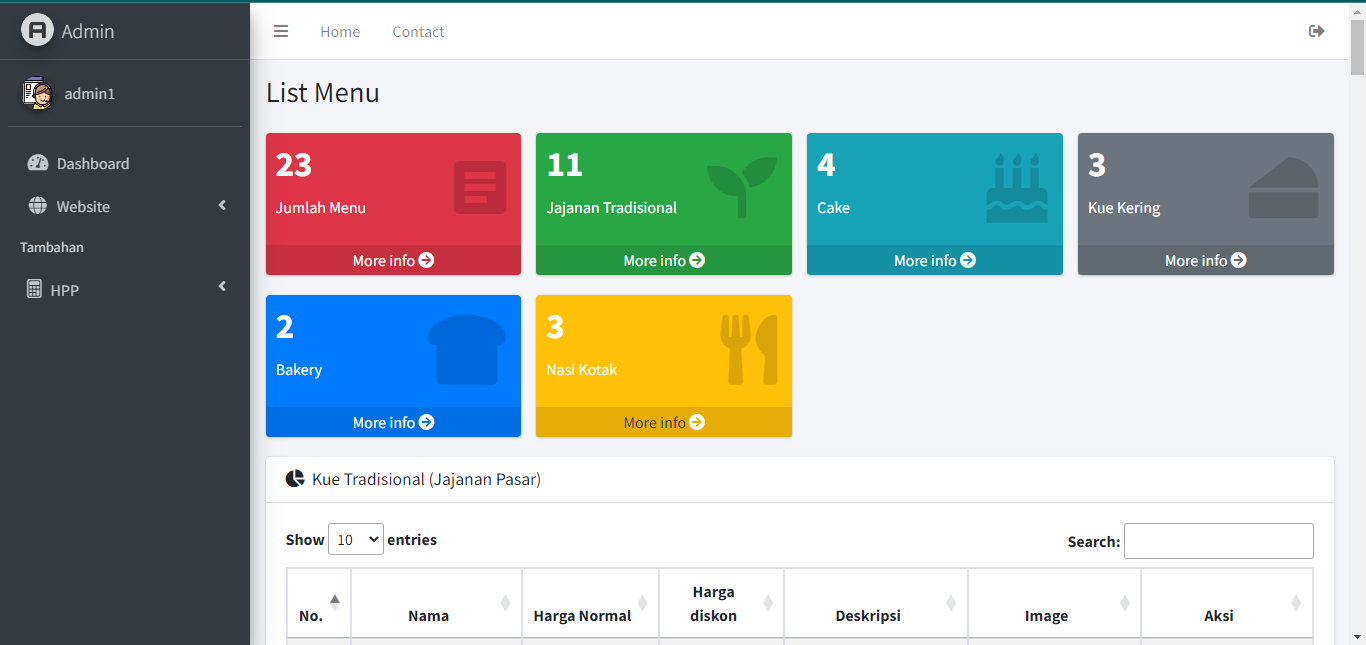 Admin
Home
Contact
admin1
Dashboard
Website
Tambahan
HPP
List Menu
23
Jumlah Menu
More info
11
Jajanan Tradisional
More info
4
Cake
More info
3
Kue Kering
More info
2
Bakery
More info
3
Nasi Kotak
More info
Kue Tradisional (Jajanan Pasar)
Show 10 entries
Search:
No.
Nama
Harga Normal
Harga
diskon
Deskripsi
Image
Aksi